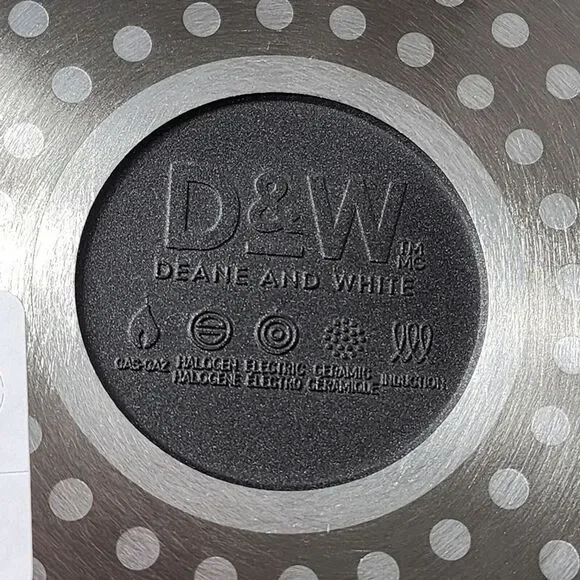 D&W
TM
MC
DEANE AND WHITE
GAS-GAZ HALOGEN ELECTRIC CERAMIC INDUCTION
HALOGENE ELECTRO CERAMIQUE